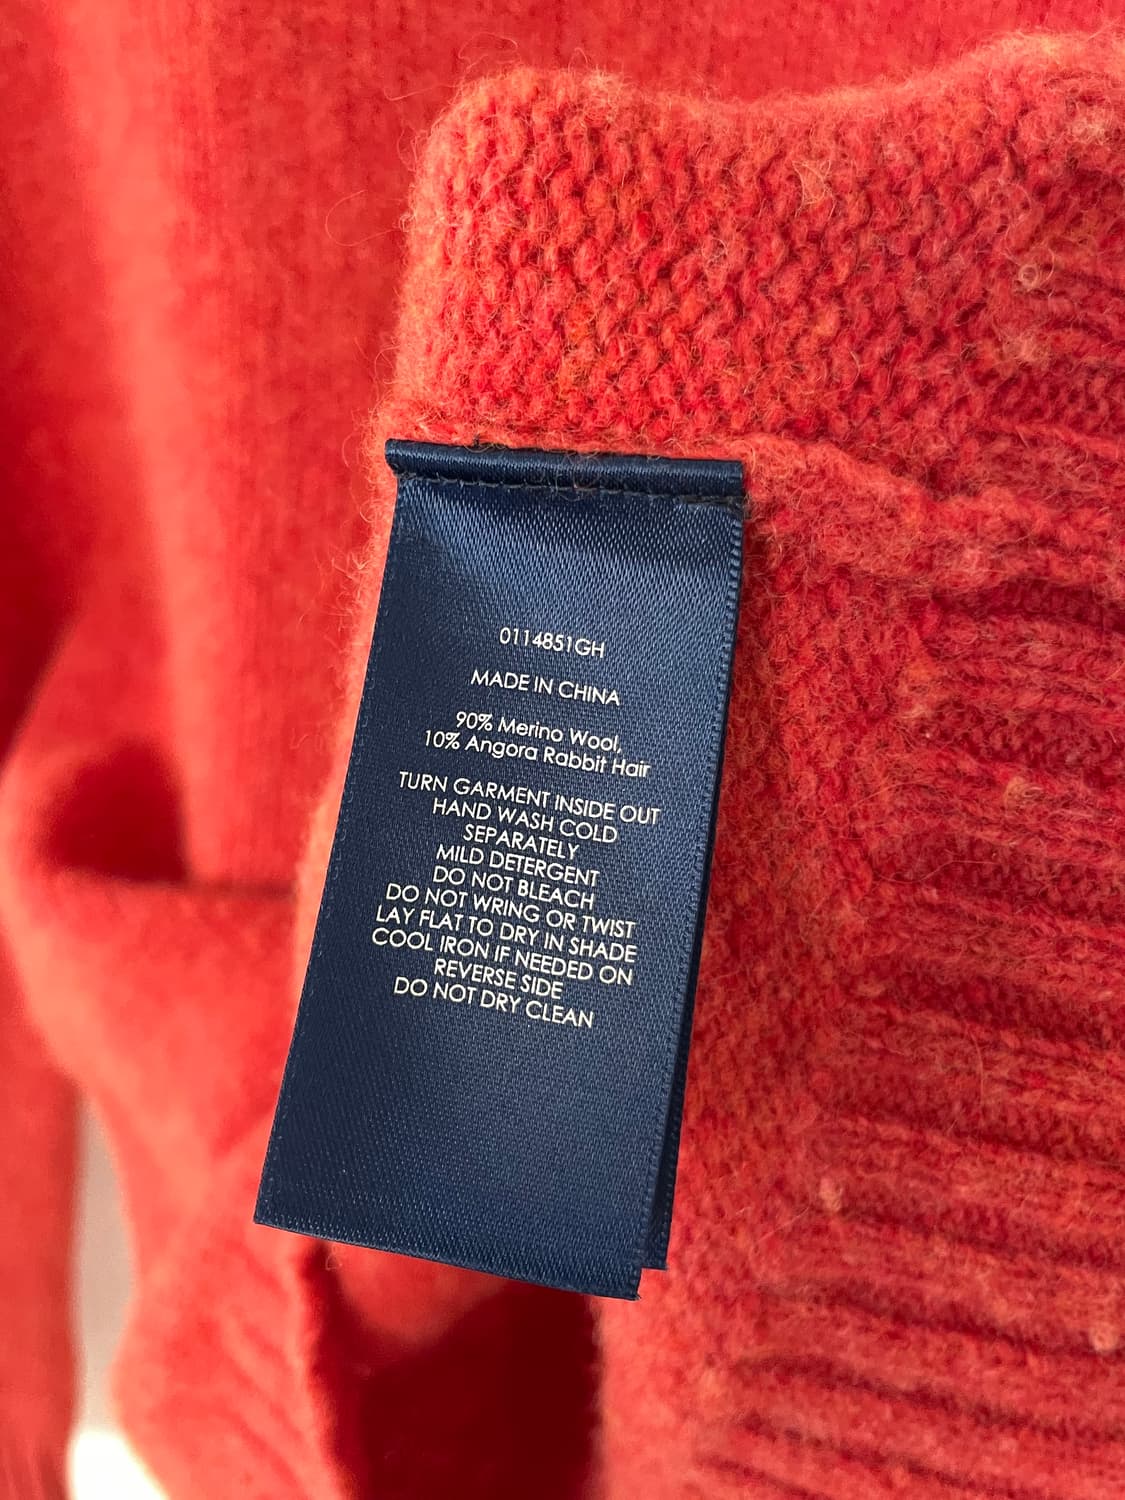 0114851GH
MADE IN CHINA
90% Merino Wool,
10% Angora Rabbit Hair
TURN GARMENT INSIDE OUT
HAND WASH COLD
SEPARATELY
MILD DETERGENT
DO NOT BLEACH
DO NOT WRING OR TWIST
LAY FLAT TO DRY IN SHADE
COOL IRON IF NEEDED ON
REVERSE SIDE
DO NOT DRY CLEAN